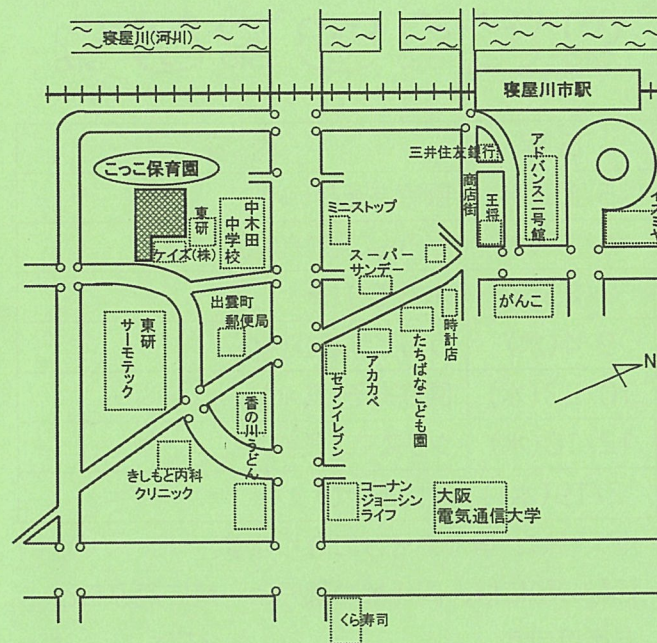 寝屋川(河川)
寝屋川市駅
三井住友銀行
アドバンス二号館
こっこ保育園
商店街
王将
東研
中木田
中学校
ミニストップ
ケイズ(株)
スーパー
サンデー
がんこ
出雲町
郵便局
時計店
東研
サーモテック
たちばなこども園
アカカベ
セブンイレブン
N
香の川うどん
きしもと内科
クリニック
コーナン
ジョーシン
ライフ
大阪
電気通信大学
くら寿司